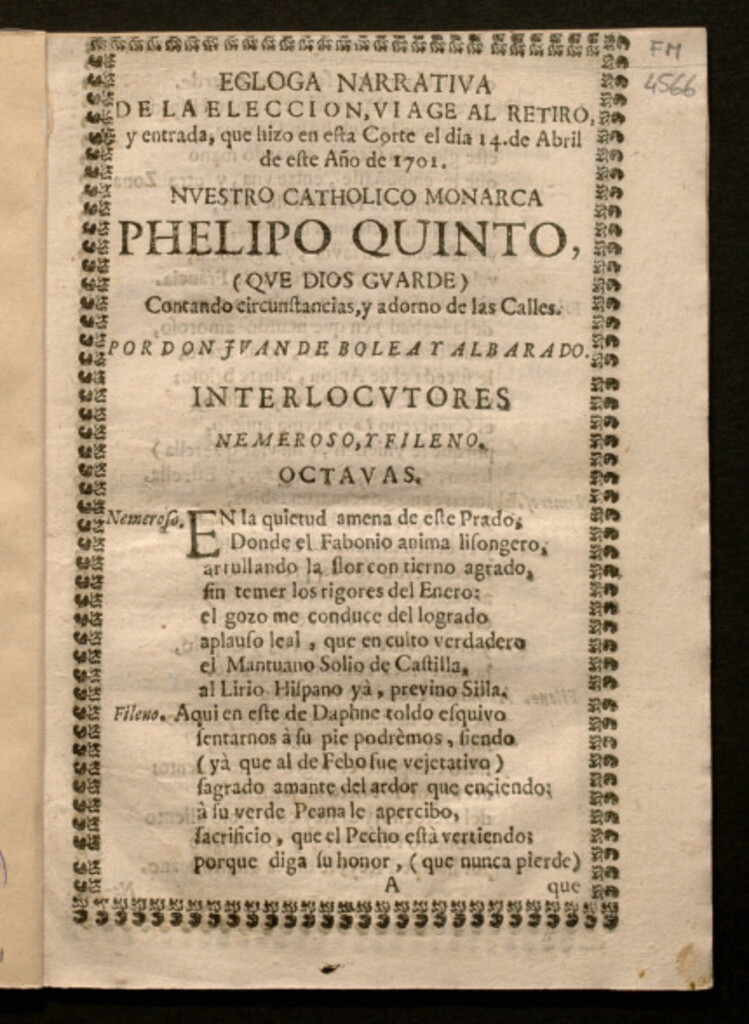 FM
4566
EGLOGA NARRATIVA
DE LA ELECCION, VIAGE AL RETIRO,
y entrada, que hizo en eſta Corte el dia 14. de Abril
de eſte Año de 1701.
NVESTRO CATHOLICO MONARCA
PHELIPO QUINTO,
(QVE DIOS GVARDE)
Contando circunſtancias, y adorno de las Calles.
POR DON JVAN DE BOLEA Y ALBARADO.
INTERLOCVTORES
NEMEROSO, Y FILENO.
OCTAVAS.
Nemeroſo. EN la quietud amena de eſte Prado,
Donde el Fabonio anima liſongero,
arrullando la flor con tierno agrado,
ſin temer los rigores del Enero:
el gozo me conduce del logrado
aplauſo leal, que en culto verdadero
el Mantuano Solio de Caſtilla,
al Lirio Hiſpano yà, previno Silla.
Fileno. Aqui en eſte de Daphne toldo eſquivo
ſentarnos à ſu pie podrèmos, ſiendo
(yà que al de Febo fue vejetativo)
ſagrado amante del ardor que enciendo;
à ſu verde Peana le apercibo,
ſacrificio, que el Pecho eſtà vertiendo;
porque diga ſu honor, (que nunca pierde)
A que